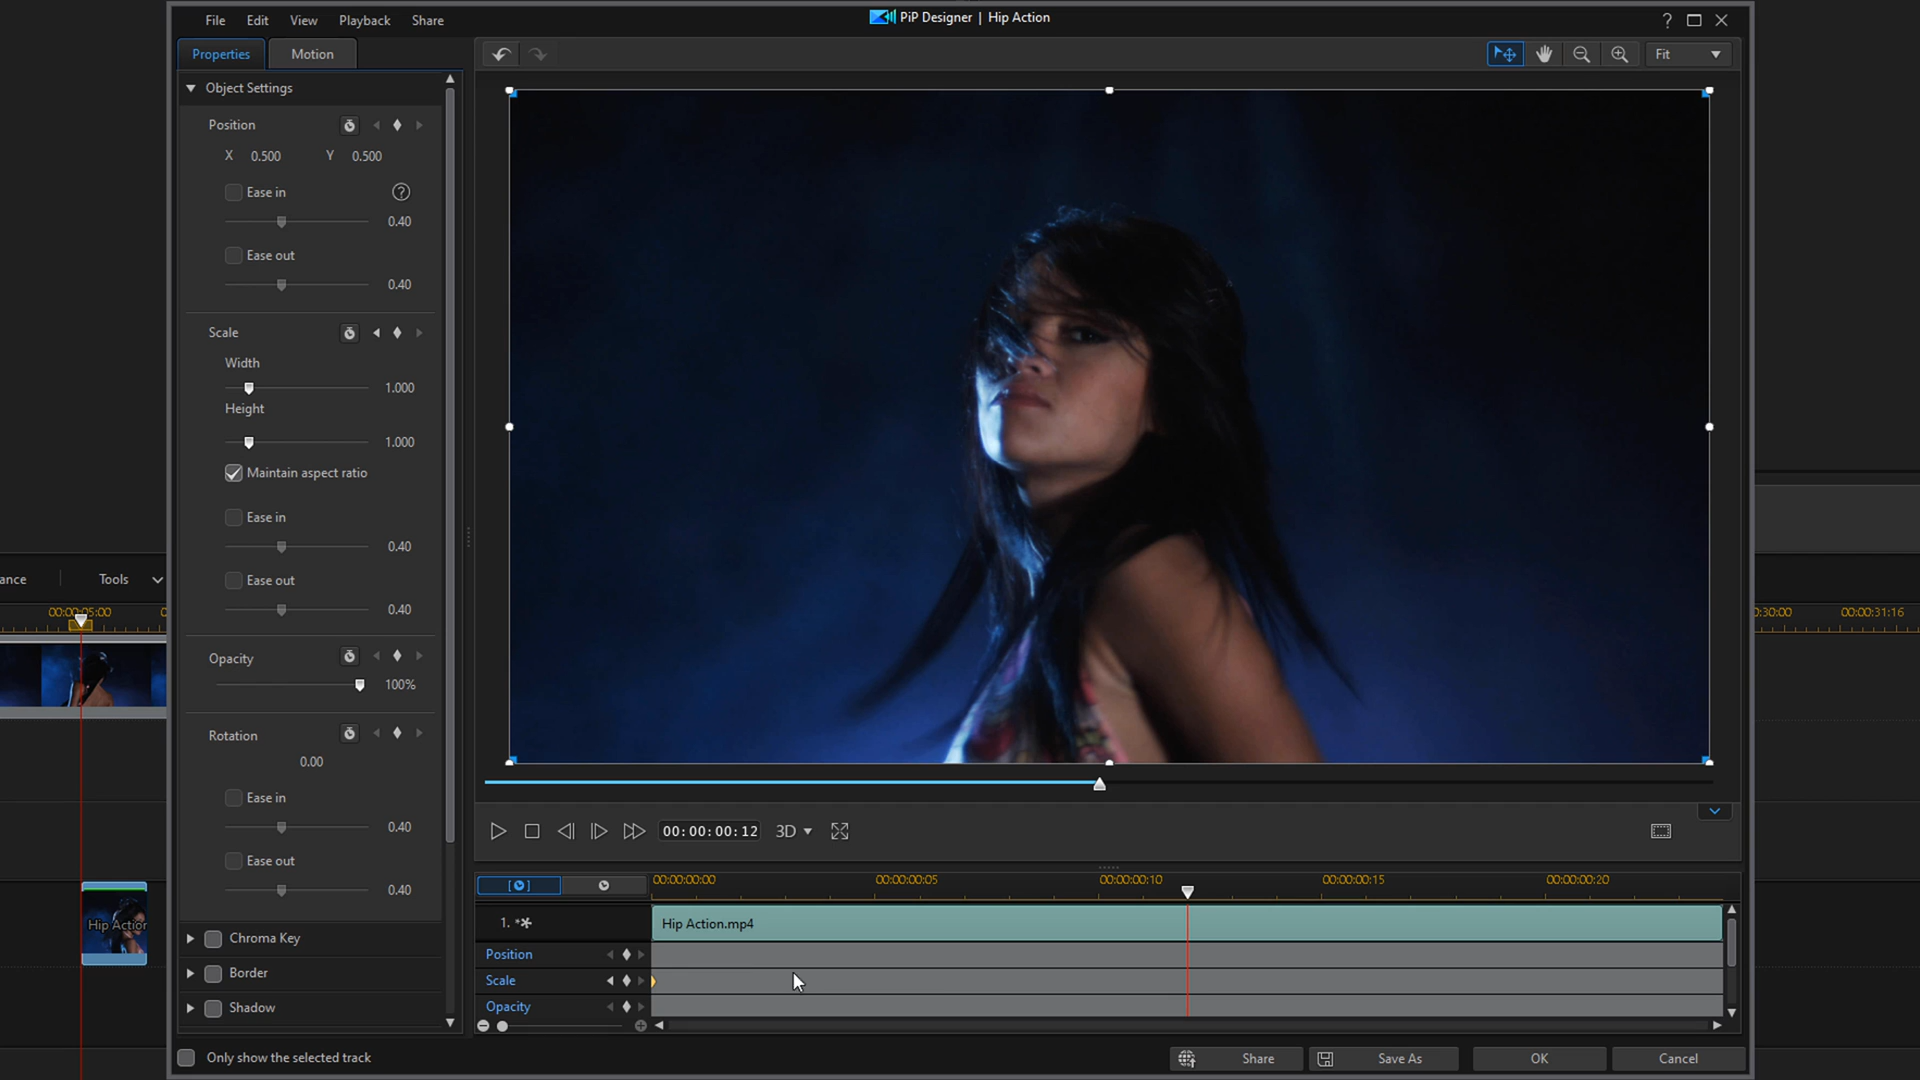 File Edit View Playback Share
PiP Designer | Hip Action
?
Properties Motion
Fit
Object Settings
Position
X 0.500 Y 0.500
Ease in ?
0.40
Ease out
0.40
Scale
Width
1.000
Height
1.000
Maintain aspect ratio
Ease in
0.40
Ease out
0.40
Opacity
100%
Rotation
0.00
Ease in
0.40
Ease out
0.40
Chroma Key
Border
Shadow
Only show the selected track
ance Tools
00:00:05:00
:30:00 00:00:31:16
Hip Action
00:00:00:12 3D
00:00:00:00 00:00:00:05 00:00:00:10 00:00:00:15 00:00:00:20
1. Hip Action.mp4
Position
Scale
Opacity
Share Save As OK Cancel